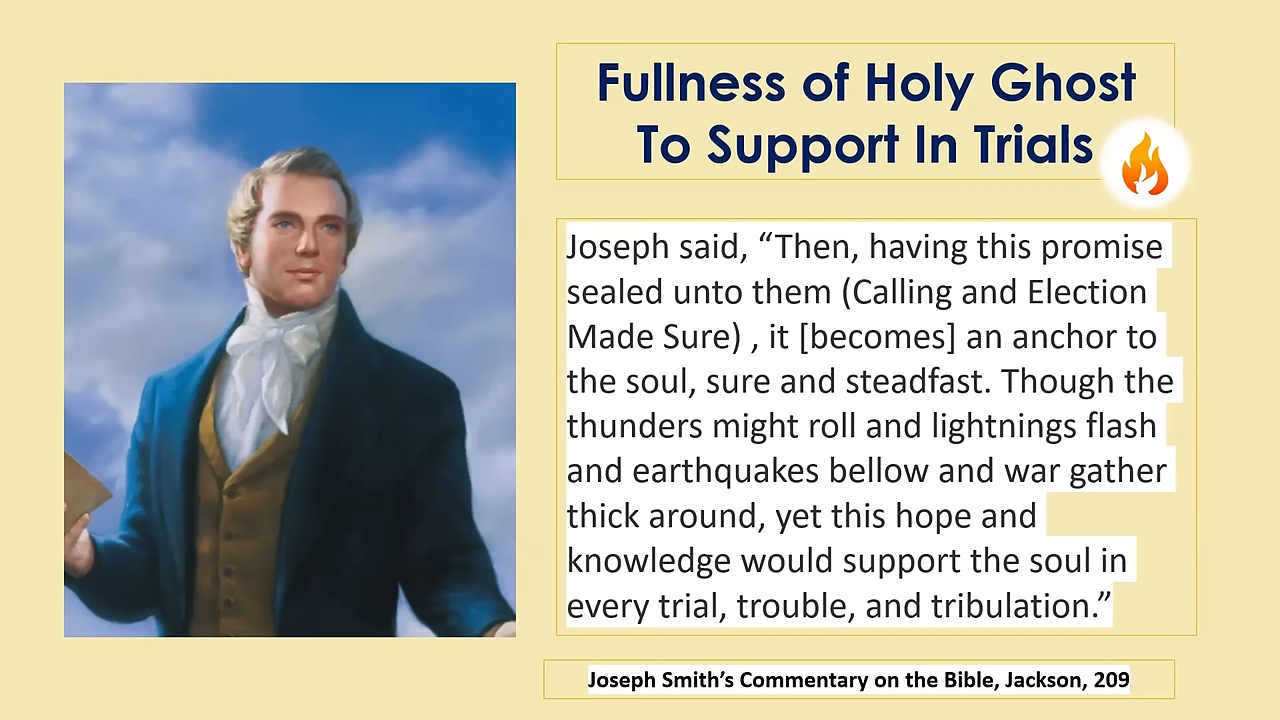 Fullness of Holy Ghost
To Support In Trials
Joseph said, “Then, having this promise
sealed unto them (Calling and Election
Made Sure) , it [becomes] an anchor to
the soul, sure and steadfast. Though the
thunders might roll and lightnings flash
and earthquakes bellow and war gather
thick around, yet this hope and
knowledge would support the soul in
every trial, trouble, and tribulation.”
Joseph Smith’s Commentary on the Bible, Jackson, 209